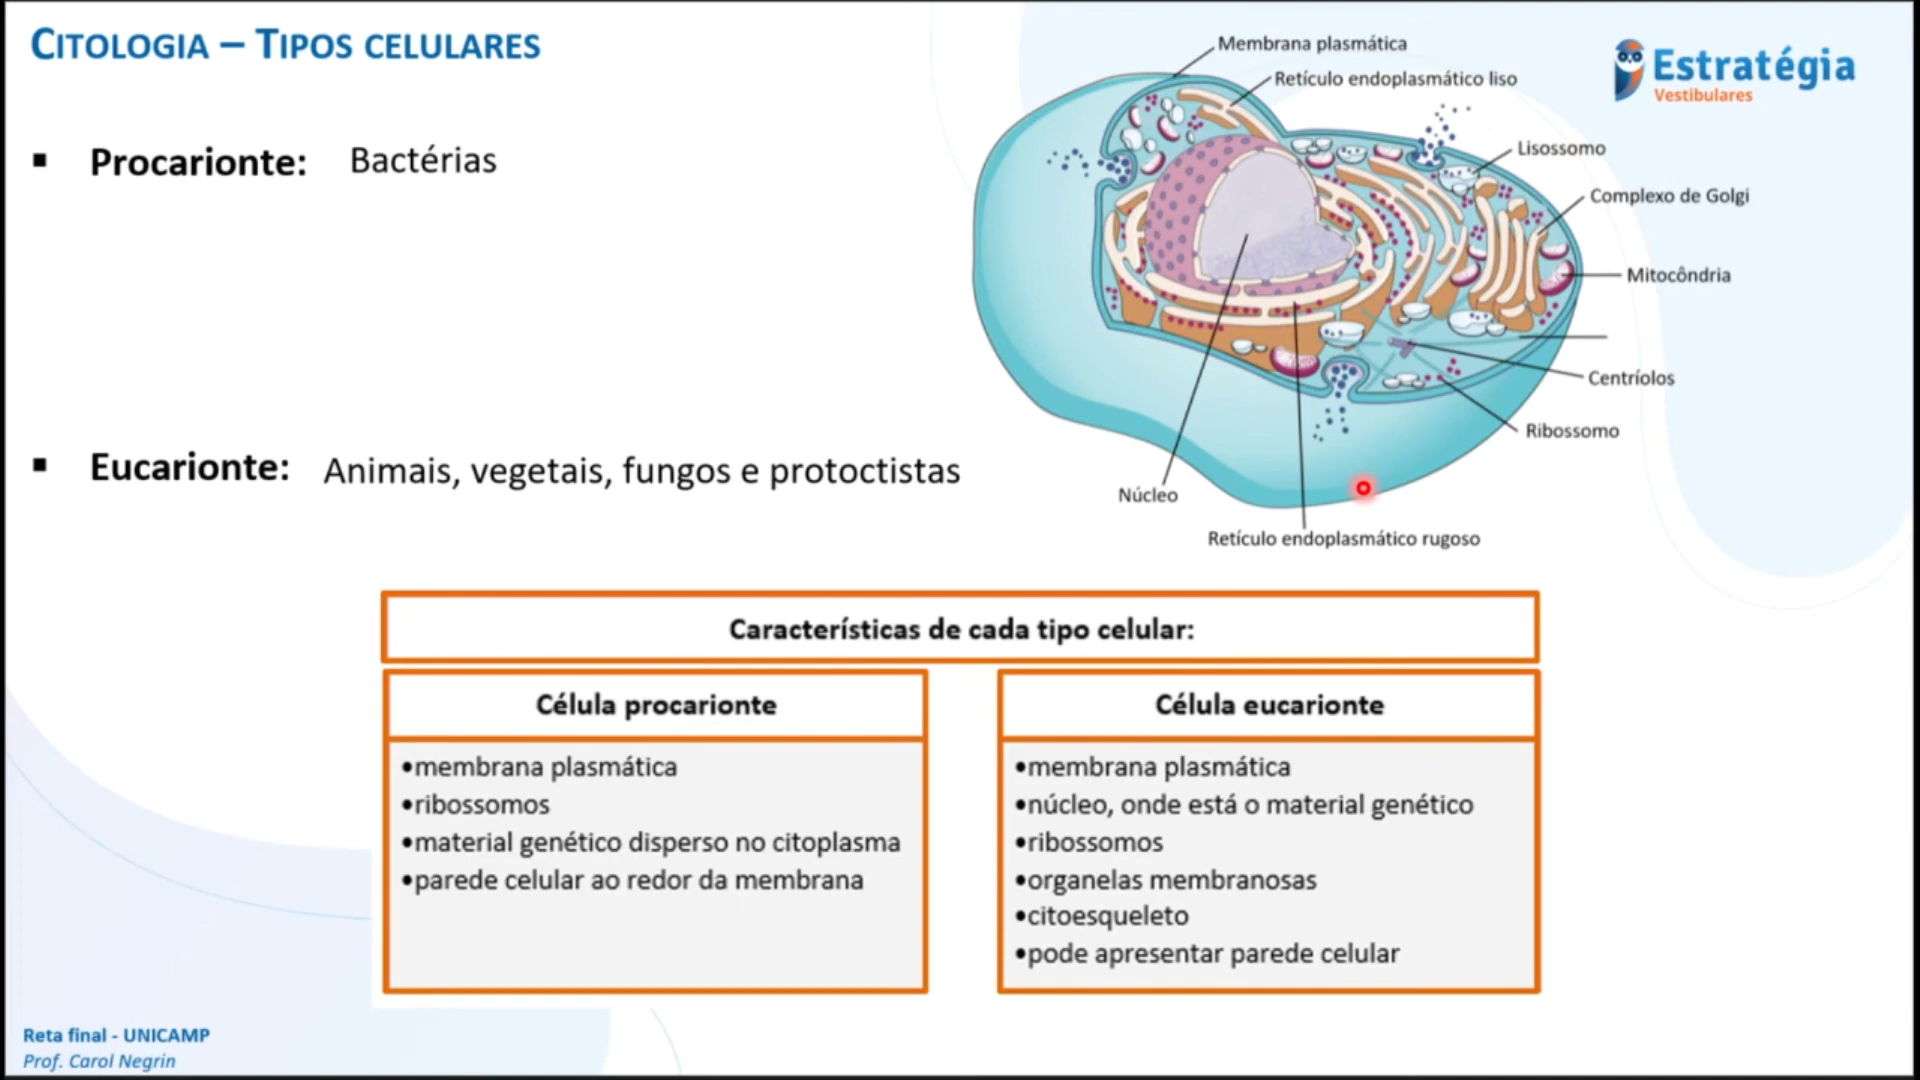 CITOLOGIA – TIPOS CELULARES
Estratégia
Vestibulares
▪ Procarionte: Bactérias
▪ Eucarionte: Animais, vegetais, fungos e protoctistas
Membrana plasmática
Retículo endoplasmático liso
Lisossomo
Complexo de Golgi
Mitocôndria
Centríolos
Ribossomo
Núcleo
Retículo endoplasmático rugoso
Características de cada tipo celular:
Célula procarionte
•membrana plasmática
•ribossomos
•material genético disperso no citoplasma
•parede celular ao redor da membrana
Célula eucarionte
•membrana plasmática
•núcleo, onde está o material genético
•ribossomos
•organelas membranosas
•citoesqueleto
•pode apresentar parede celular
Reta final - UNICAMP
Prof. Carol Negrin